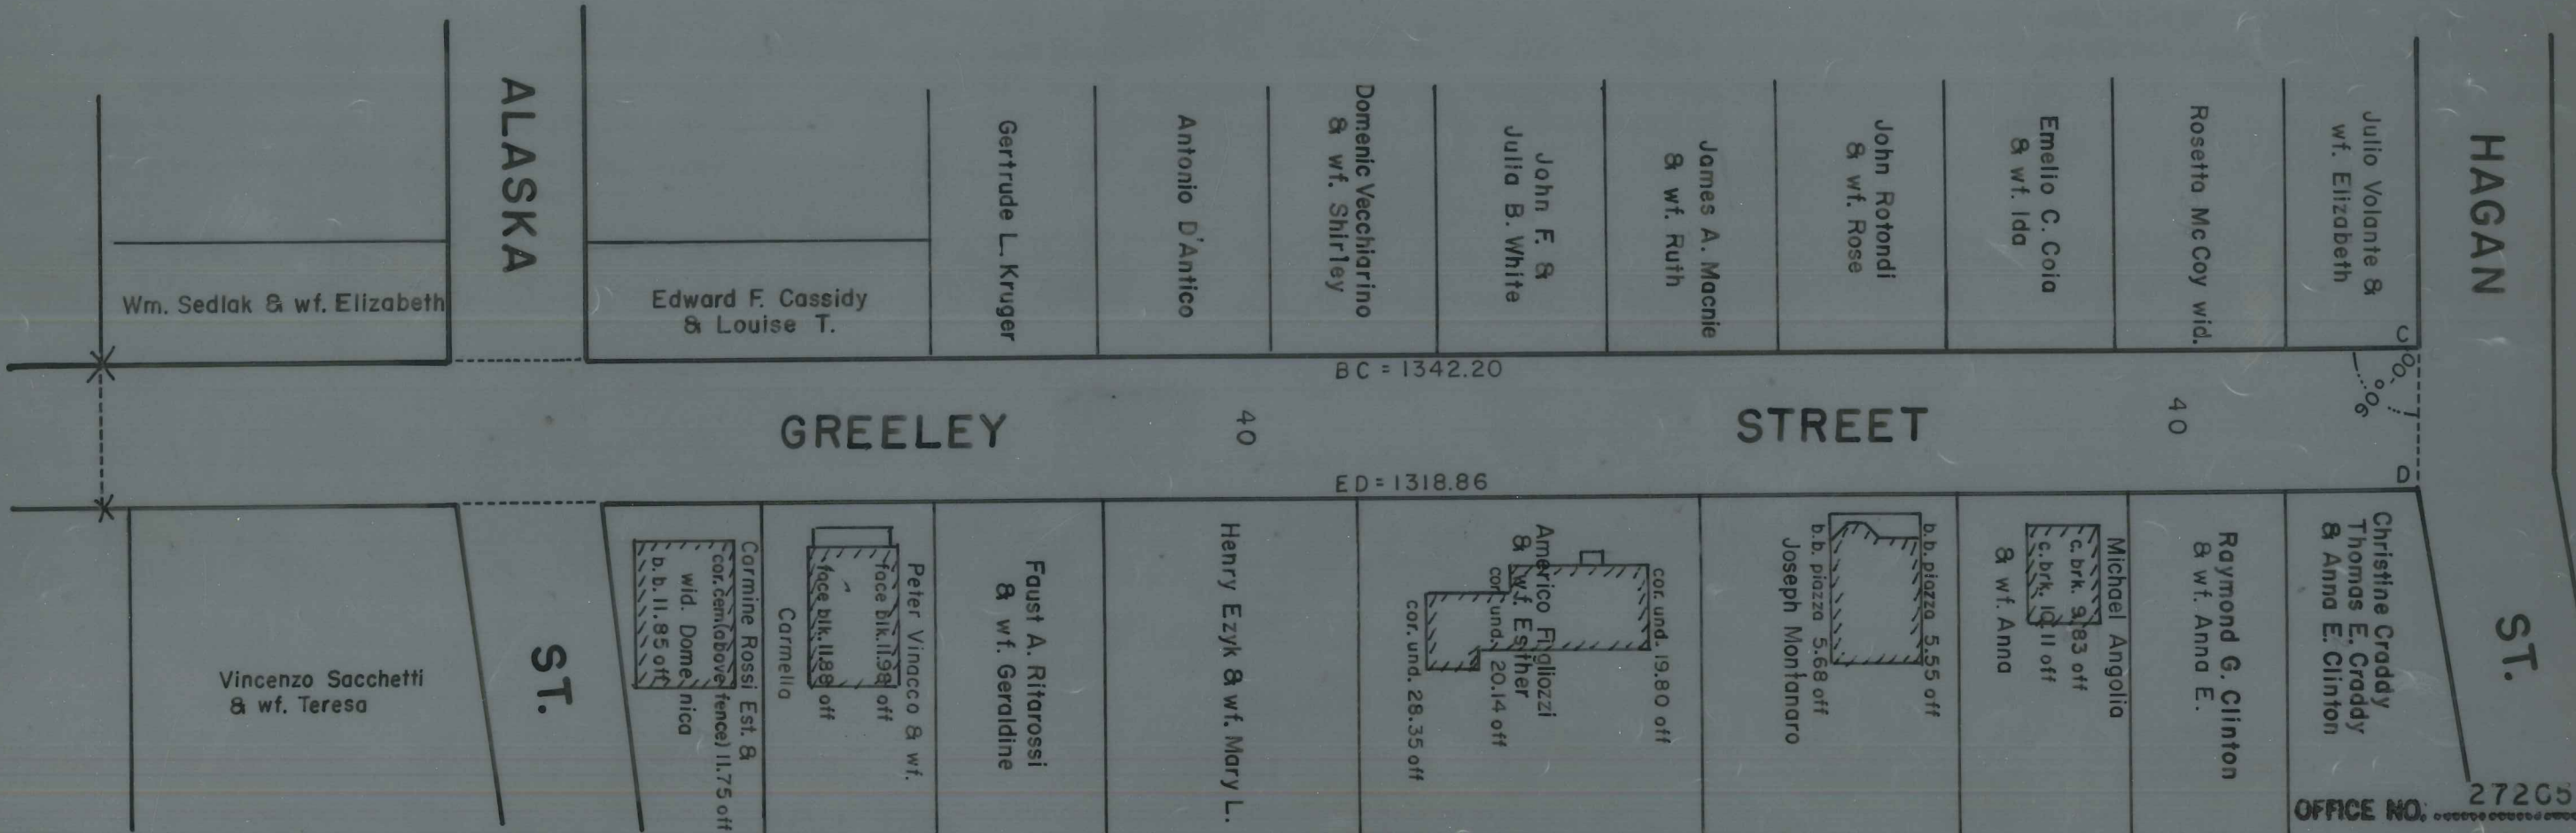 ALASKA
HAGAN
Wm. Sedlak & wf. Elizabeth
Edward F. Cassidy
& Louise T.
Gertrude L. Kruger
Antonio D'Antico
Domenic Vecchiarino
& wf. Shirley
John F. &
Julia B. White
James A. Macnie
& wf. Ruth
John Rotondi
& wf. Rose
Emelio C. Coia
& wf. Ida
Rosetta McCoy wid.
Julio Volante &
wf. Elizabeth
C
BC = 1342.20
90°00'
GREELEY
40
STREET
40
ED = 1318.86
D
Vincenzo Sacchetti
& wf. Teresa
ST.
Carmine Rossi Est. &
cor. cem (above fence) 11.75 off
wid. Domenica
b.b. 11.85 off
Peter Vinacco & wf.
face blk. 11.98 off
face blk. 11.88 off
Carmella
Faust A. Ritarossi
& wf. Geraldine
Henry Ezyk & wf. Mary L.
cor. und. 19.80 off
Americo Figliozzi
& wf. Esther
cor. und. 20.14 off
cor. und. 28.35 off
b.b. piazza 5.55 off
b.b. piazza 5.68 off
Joseph Montanaro
Michael Angolia
c. brk. 9.83 off
c. brk. 10.11 off
& wf. Anna
Raymond G. Clinton
& wf. Anna E.
Christine Craddy
Thomas E. Craddy
& Anna E. Clinton
ST.
OFFICE NO. 27205